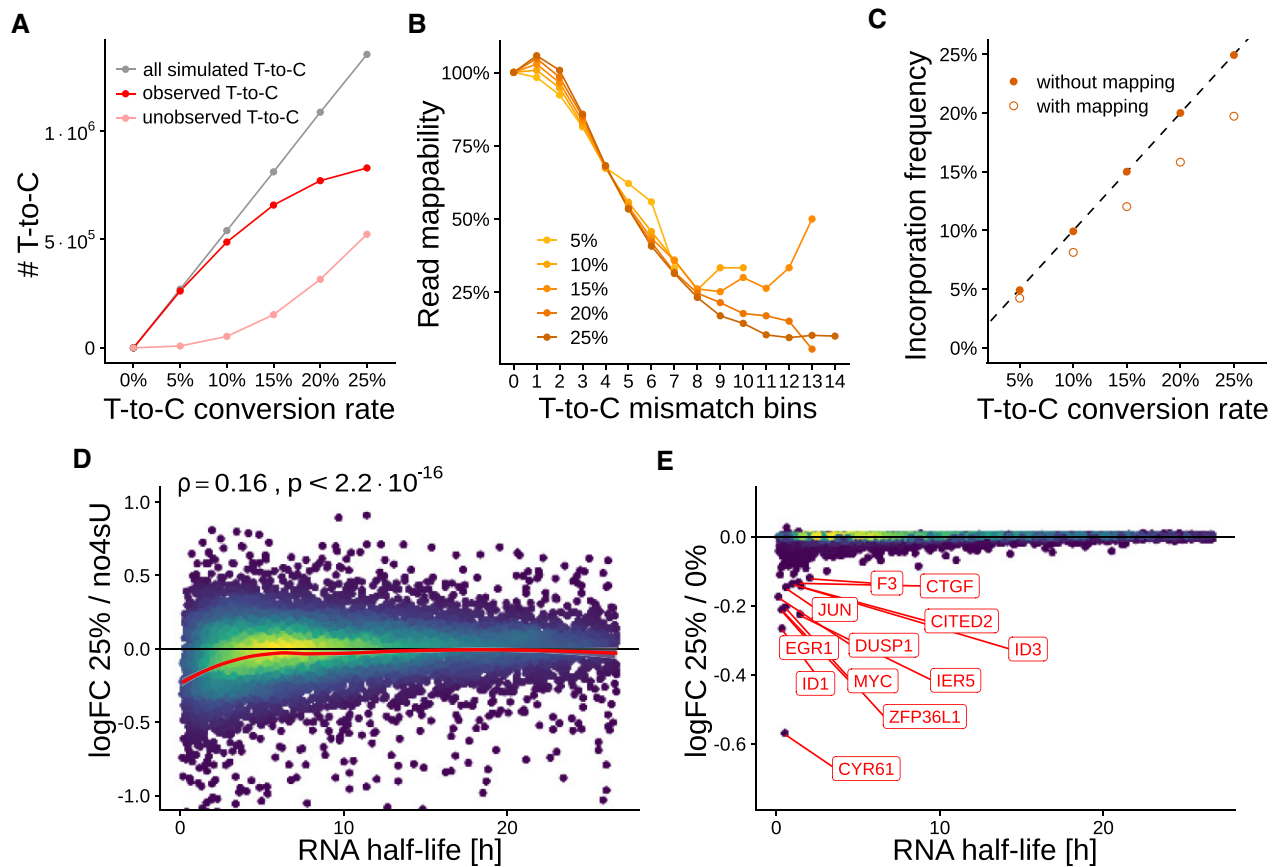 A
all simulated T-to-C
observed T-to-C
unobserved T-to-C
# T-to-C
1·10^6
5·10^5
0
0% 5% 10% 15% 20% 25%
T-to-C conversion rate
B
Read mappability
100%
75%
50%
25%
5%
10%
15%
20%
25%
0 1 2 3 4 5 6 7 8 9 10 11 12 13 14
T-to-C mismatch bins
C
Incorporation frequency
25%
20%
15%
10%
5%
0%
without mapping
with mapping
5% 10% 15% 20% 25%
T-to-C conversion rate
D
ρ = 0.16 , p < 2.2 · 10^-16
logFC 25% / no4sU
1.0
0.5
0.0
-0.5
-1.0
0 10 20
RNA half-life [h]
E
logFC 25% / 0%
0.0
-0.2
-0.4
-0.6
F3
CTGF
JUN
CITED2
EGR1
DUSP1
ID3
ID1
MYC
IER5
ZFP36L1
CYR61
0 10 20
RNA half-life [h]